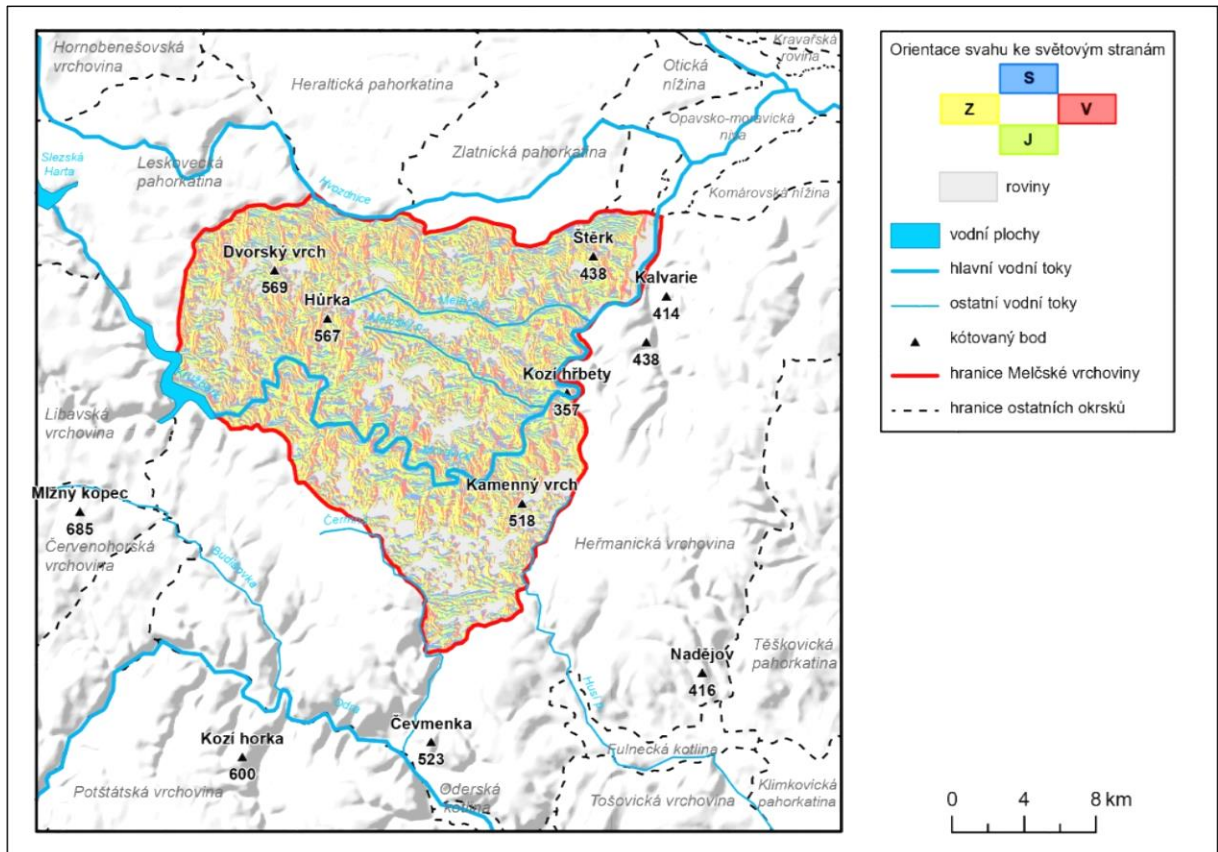 Hornobenešovská
vrchovina
Heraltická pahorkatina
Otická
nížina
Kravařská
rovina
Opavsko-moravická
niva
Zlatnická pahorkatina
Slezská
Harta
Leskovecká
pahorkatina
Hvozdnice
Komárovská nížina
Štěrk
438
Dvorský vrch
569
Kalvarie
414
Hůrka
567
438
Kozí hřbety
357
Libavská
vrchovina
Kamenný vrch
518
Mlžný kopec
685
Červenohorská
vrchovina
Budišovka
Heřmanická vrchovina
Těškovická
pahorkatina
Nadějov
416
Husí p.
Odra
Čevmenka
523
Kozí horka
600
Fulnecká kotlina
Potštátská vrchovina
Oderská
kotlina
Tošovická vrchovina
Klimkovická
pahorkatina
Orientace svahu ke světovým stranám
S
Z
V
J
roviny
vodní plochy
hlavní vodní toky
ostatní vodní toky
kótovaný bod
hranice Melčské vrchoviny
hranice ostatních okrsků
0 4 8 km